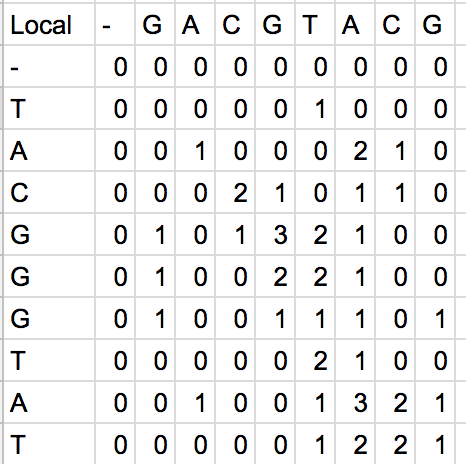 Local - G A C G T A C G
- 0 0 0 0 0 0 0 0 0
T 0 0 0 0 0 1 0 0 0
A 0 0 1 0 0 0 2 1 0
C 0 0 0 2 1 0 1 1 0
G 0 1 0 1 3 2 1 0 0
G 0 1 0 0 2 2 1 0 0
G 0 1 0 0 1 1 1 0 1
T 0 0 0 0 0 2 1 0 0
A 0 0 1 0 0 1 3 2 1
T 0 0 0 0 0 1 2 2 1